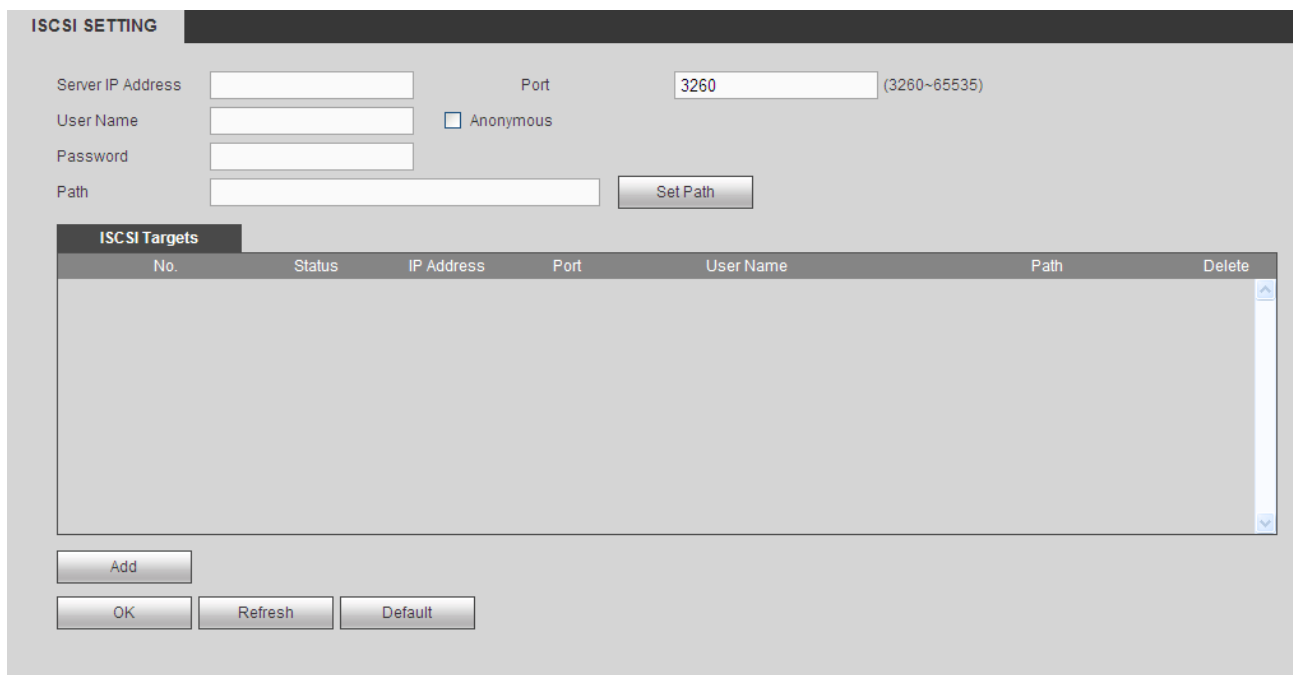 ISCSI SETTING
Server IP Address Port 3260 (3260~65535)
User Name Anonymous
Password
Path Set Path
ISCSI Targets
No. Status IP Address Port User Name Path Delete
Add
OK Refresh Default